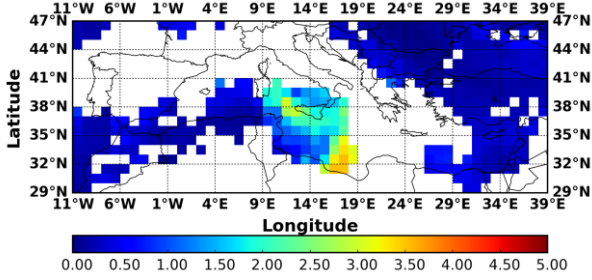 11°W 6°W 1°W 4°E 9°E 14°E 19°E 24°E 29°E 34°E 39°E
47°N 47°N
44°N 44°N
41°N 41°N
38°N 38°N
35°N 35°N
32°N 32°N
29°N 29°N
11°W 6°W 1°W 4°E 9°E 14°E 19°E 24°E 29°E 34°E 39°E
Latitude
Longitude
0.00 0.50 1.00 1.50 2.00 2.50 3.00 3.50 4.00 4.50 5.00